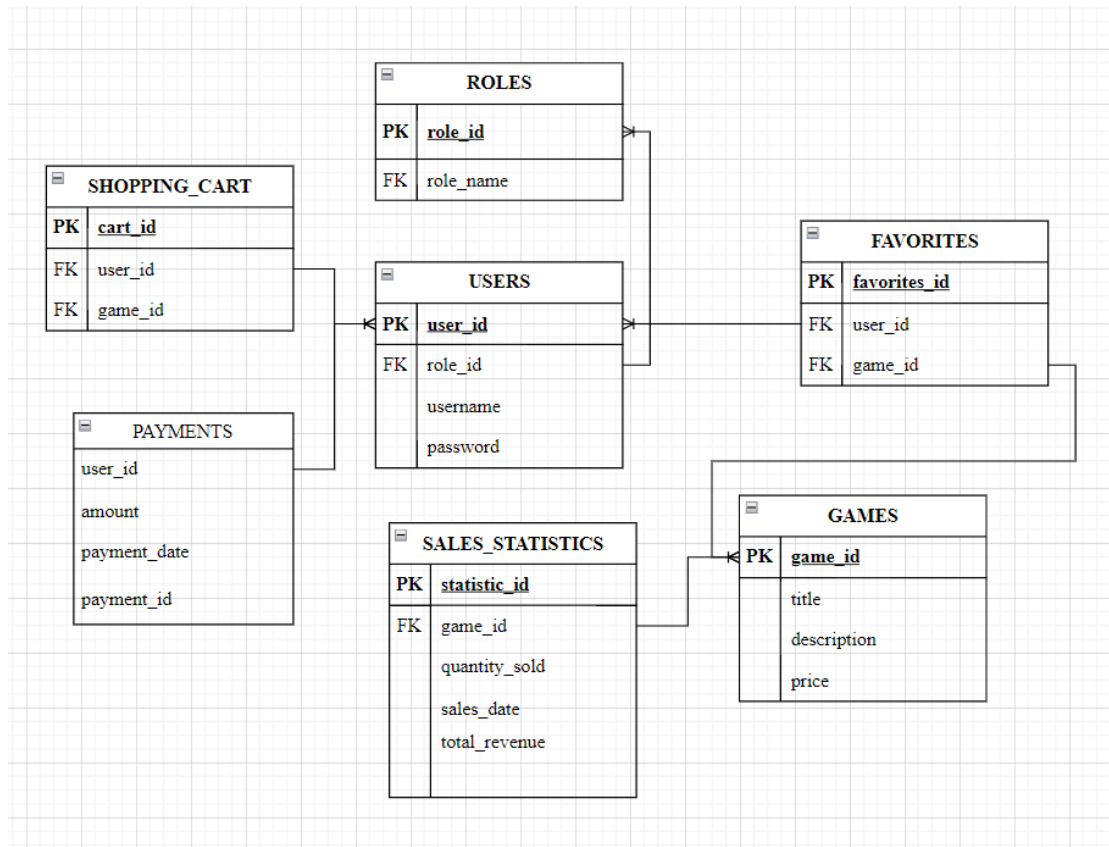 ROLES
PK role_id
FK role_name
SHOPPING_CART
PK cart_id
FK user_id
FK game_id
USERS
PK user_id
FK role_id
username
password
FAVORITES
PK favorites_id
FK user_id
FK game_id
PAYMENTS
user_id
amount
payment_date
payment_id
SALES_STATISTICS
PK statistic_id
FK game_id
quantity_sold
sales_date
total_revenue
GAMES
PK game_id
title
description
price